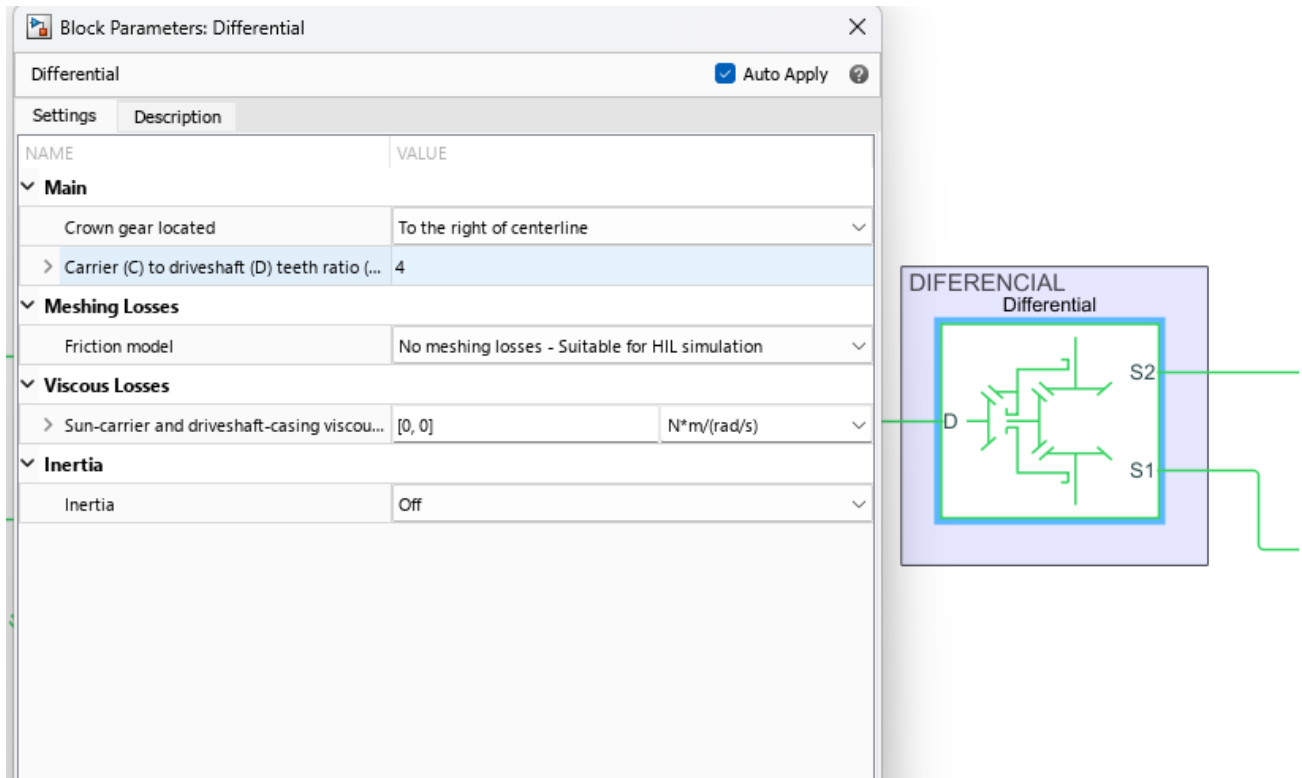 Block Parameters: Differential
Differential
Auto Apply
Settings
Description
NAME
VALUE
Main
Crown gear located
To the right of centerline
Carrier (C) to driveshaft (D) teeth ratio (...
4
Meshing Losses
Friction model
No meshing losses - Suitable for HIL simulation
Viscous Losses
Sun-carrier and driveshaft-casing viscou...
[0, 0]
N*m/(rad/s)
Inertia
Inertia
Off
DIFERENCIAL
Differential
S2
D
S1